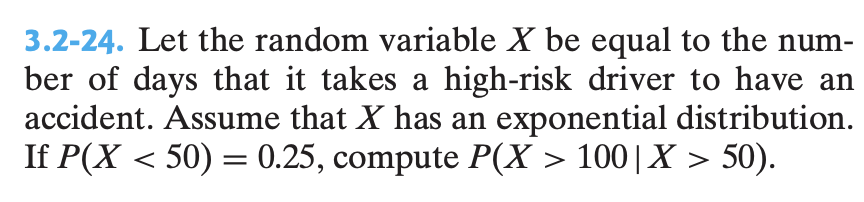 3.2-24. Let the random variable X be equal to the num-
ber of days that it takes a high-risk driver to have an
accident. Assume that X has an exponential distribution.
If P(X < 50) = 0.25, compute P(X > 100 | X > 50).